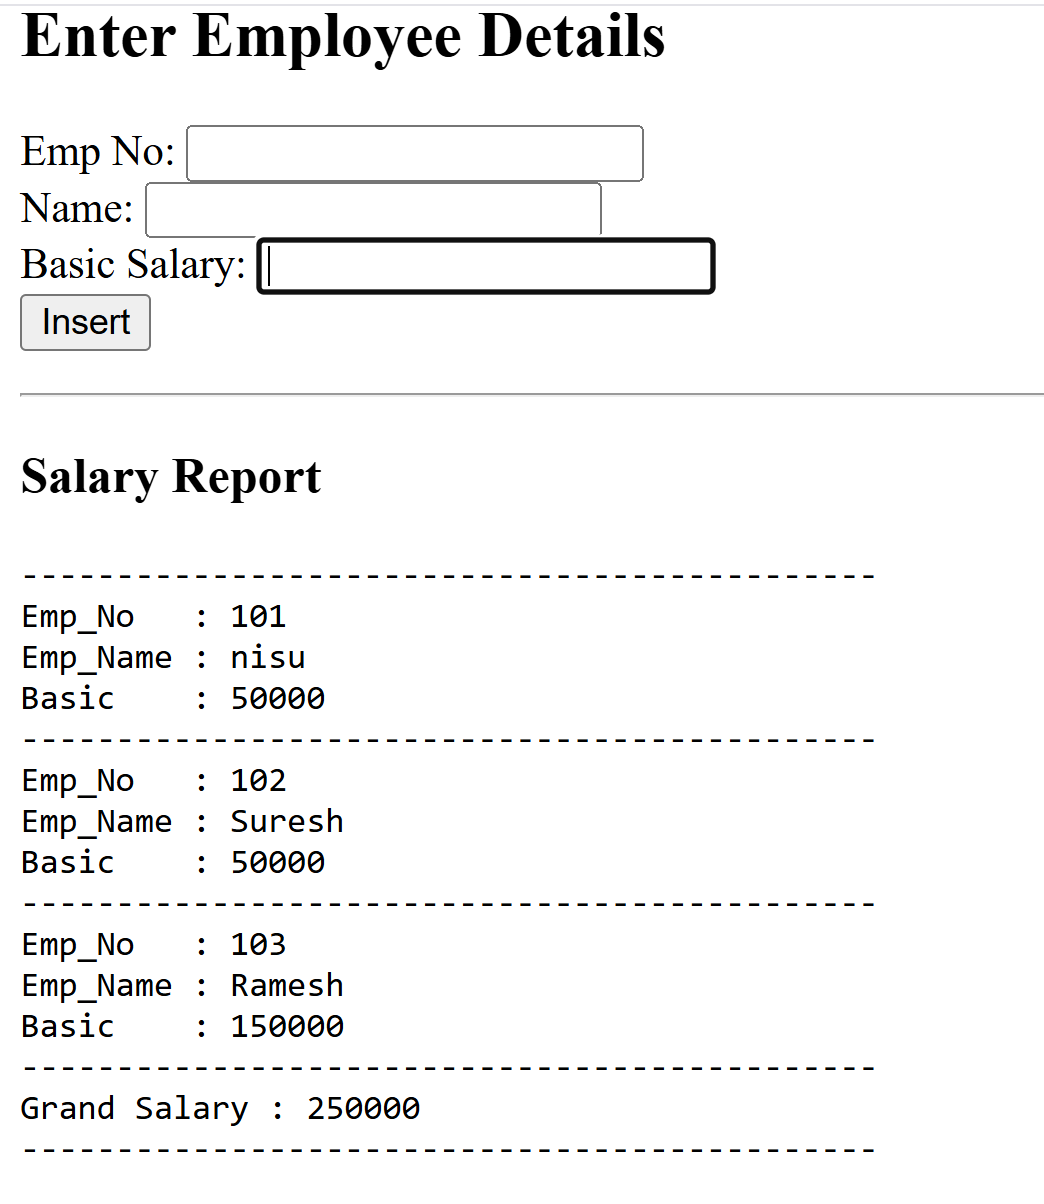 Enter Employee Details
Emp No:
Name:
Basic Salary:
Insert
Salary Report
---------------------------------------------
Emp_No   : 101
Emp_Name : nisu
Basic    : 50000
---------------------------------------------
Emp_No   : 102
Emp_Name : Suresh
Basic    : 50000
---------------------------------------------
Emp_No   : 103
Emp_Name : Ramesh
Basic    : 150000
---------------------------------------------
Grand Salary : 250000
---------------------------------------------